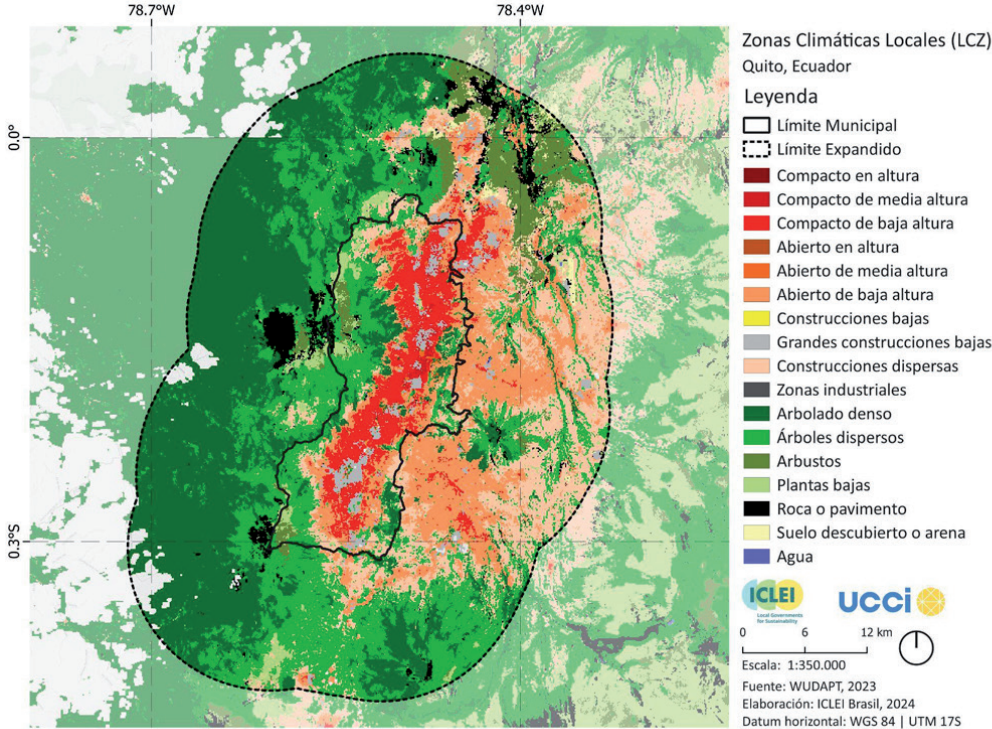 78.7°W
78.4°W
0.0°
0.3°S
Zonas Climáticas Locales (LCZ)
Quito, Ecuador
Leyenda
Límite Municipal
Límite Expandido
Compacto en altura
Compacto de media altura
Compacto de baja altura
Abierto en altura
Abierto de media altura
Abierto de baja altura
Construcciones bajas
Grandes construcciones bajas
Construcciones dispersas
Zonas industriales
Arbolado denso
Árboles dispersos
Arbustos
Plantas bajas
Roca o pavimento
Suelo descubierto o arena
Agua
ICLEI
Local Governments
for Sustainability
UCCI
0 6 12 km
Escala: 1:350.000
Fuente: WUDAPT, 2023
Elaboración: ICLEI Brasil, 2024
Datum horizontal: WGS 84 | UTM 17S